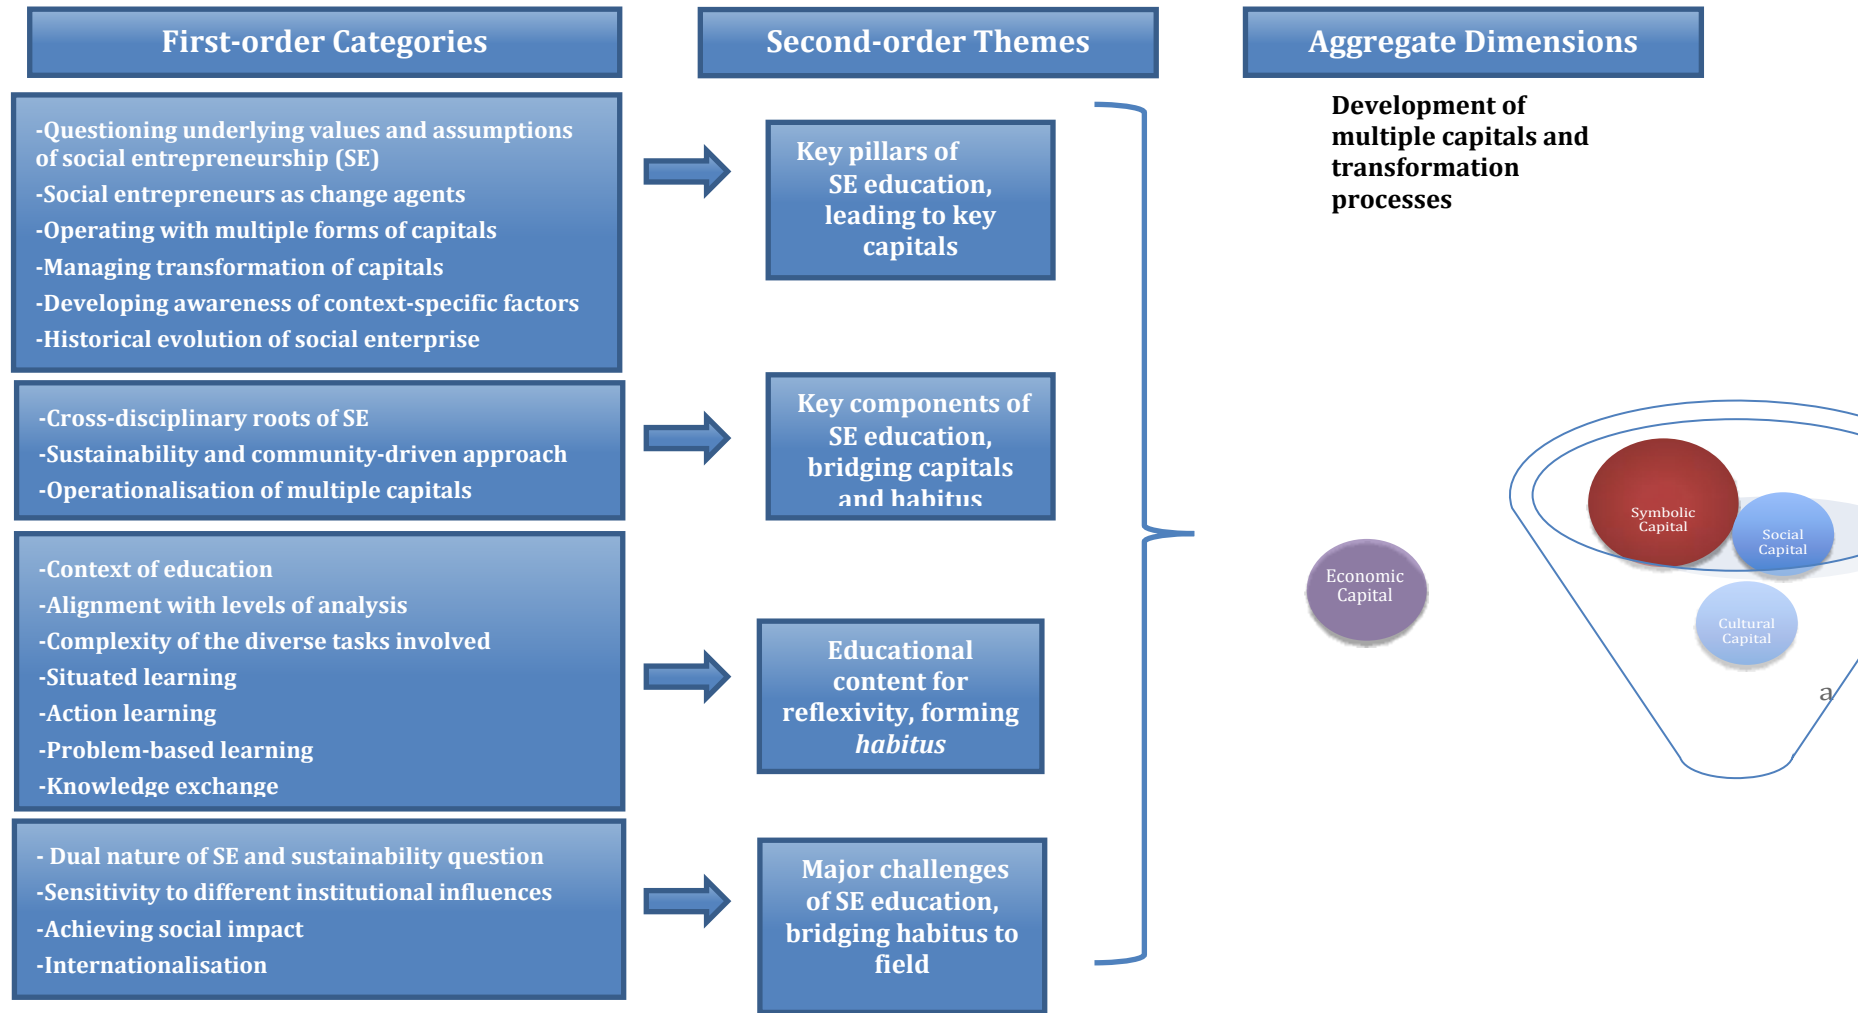 First-order Categories
Second-order Themes
Aggregate Dimensions
-Questioning underlying values and assumptions
of social entrepreneurship (SE)
-Social entrepreneurs as change agents
-Operating with multiple forms of capitals
-Managing transformation of capitals
-Developing awareness of context-specific factors
-Historical evolution of social enterprise
Key pillars of
SE education,
leading to key
capitals
Development of
multiple capitals and
transformation
processes
-Cross-disciplinary roots of SE
-Sustainability and community-driven approach
-Operationalisation of multiple capitals
Key components of
SE education,
bridging capitals
and habitus
-Context of education
-Alignment with levels of analysis
-Complexity of the diverse tasks involved
-Situated learning
-Action learning
-Problem-based learning
-Knowledge exchange
Educational
content for
reflexivity, forming
habitus
- Dual nature of SE and sustainability question
-Sensitivity to different institutional influences
-Achieving social impact
-Internationalisation
Major challenges
of SE education,
bridging habitus to
field
Economic
Capital
Symbolic
Capital
Social
Capital
Cultural
Capital
a